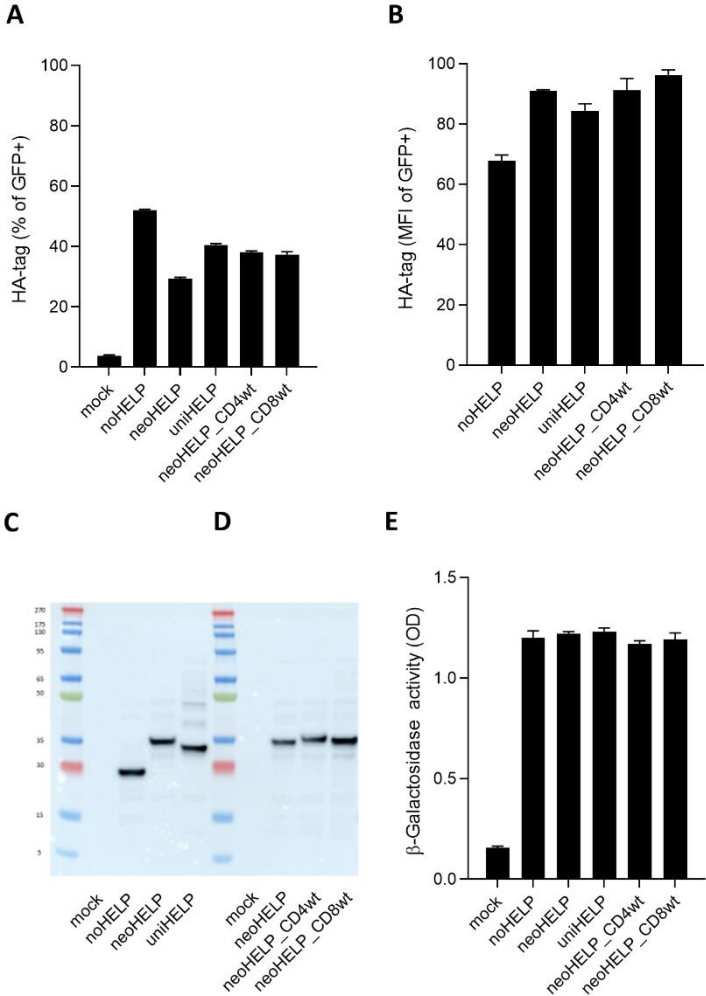 A
HA-tag (% of GFP+)
100
80
60
40
20
0
mock
noHELP
neoHELP
uniHELP
neoHELP_CD4wt
neoHELP_CD8wt
B
HA-tag (MFI of GFP+)
100
80
60
40
20
0
noHELP
neoHELP
uniHELP
neoHELP_CD4wt
neoHELP_CD8wt
C
270
175
130
95
65
50
35
30
15
5
mock
noHELP
neoHELP
uniHELP
D
mock
neoHELP
neoHELP_CD4wt
neoHELP_CD8wt
E
β-Galactosidase activity (OD)
1.5
1.0
0.5
0.0
mock
noHELP
neoHELP
uniHELP
neoHELP_CD4wt
neoHELP_CD8wt